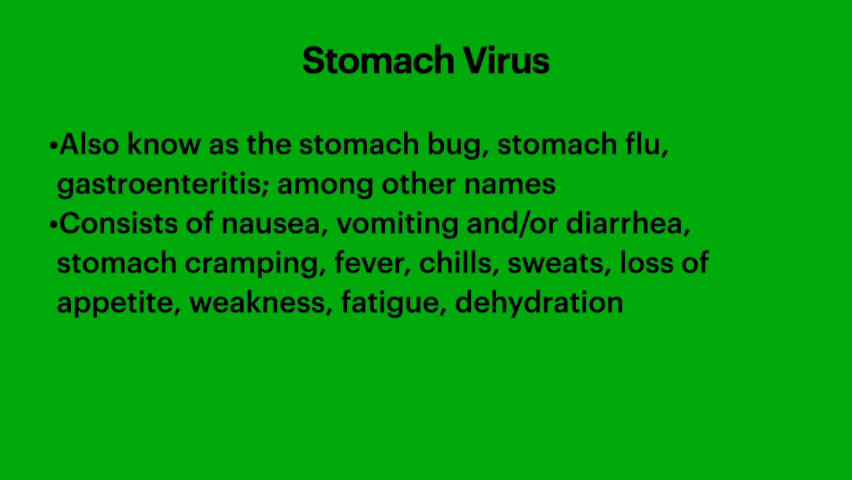 Stomach Virus
•Also know as the stomach bug, stomach flu,
gastroenteritis; among other names
•Consists of nausea, vomiting and/or diarrhea,
stomach cramping, fever, chills, sweats, loss of
appetite, weakness, fatigue, dehydration